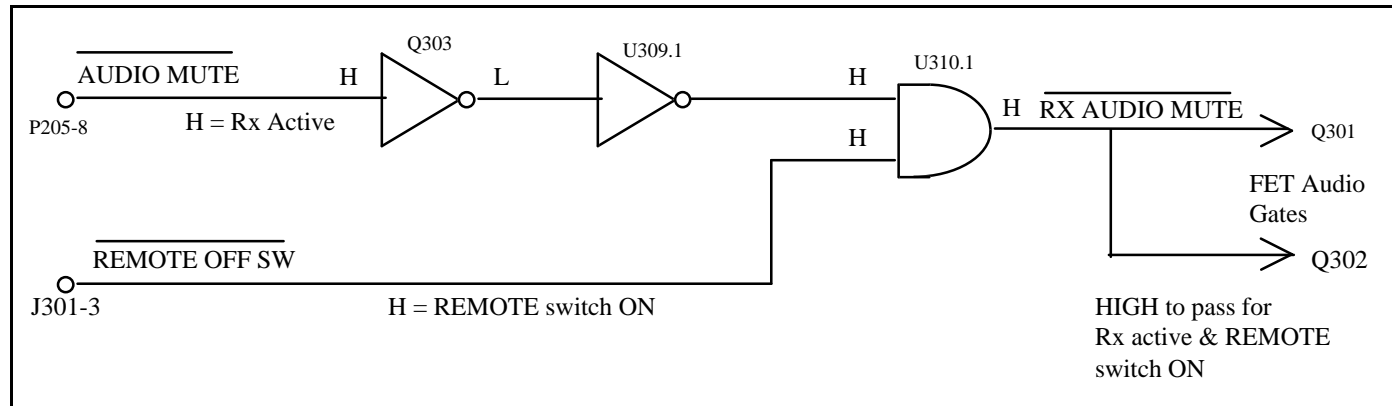 Q303
U309.1
U310.1
AUDIO MUTE
H
L
H
H
RX AUDIO MUTE
P205-8
H = Rx Active
H
Q301
FET Audio
Gates
REMOTE OFF SW
Q302
J301-3
H = REMOTE switch ON
HIGH to pass for
Rx active & REMOTE
switch ON